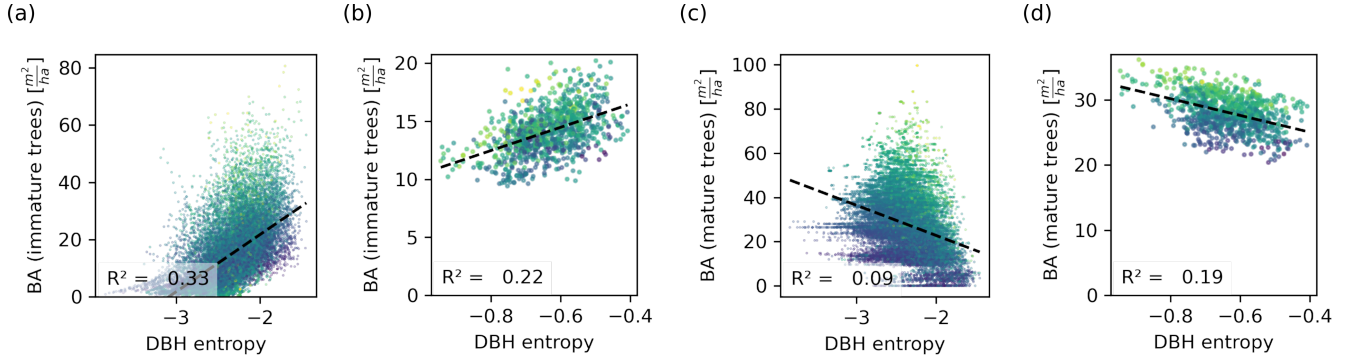 (a)
BA (immature trees) [m²/ha]
80
60
40
20
0
R² = 0.33
−3
−2
DBH entropy
(b)
BA (immature trees) [m²/ha]
20
15
10
5
0
R² = 0.22
−0.8
−0.6
−0.4
DBH entropy
(c)
BA (mature trees) [m²/ha]
100
80
60
40
20
0
R² = 0.09
−3
−2
DBH entropy
(d)
BA (mature trees) [m²/ha]
30
20
10
0
R² = 0.19
−0.8
−0.6
−0.4
DBH entropy